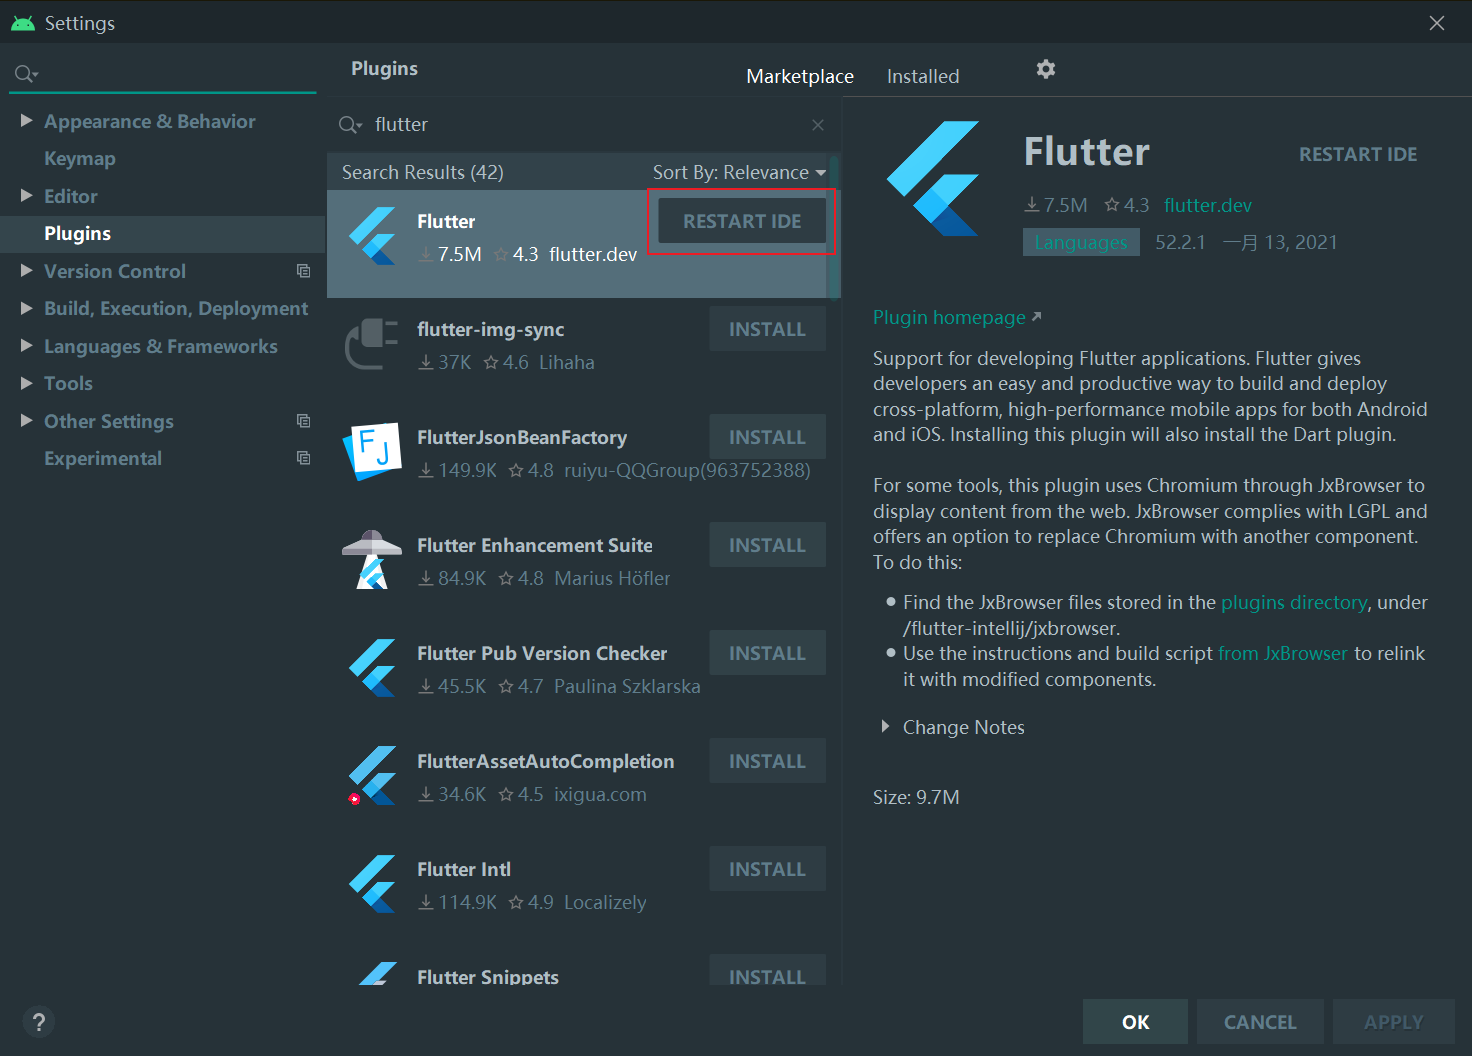 Settings
Plugins
Marketplace
Installed
Appearance & Behavior
Keymap
Editor
Plugins
Version Control
Build, Execution, Deployment
Languages & Frameworks
Tools
Other Settings
Experimental
flutter
Search Results (42)
Sort By: Relevance
Flutter
RESTART IDE
7.5M 4.3 flutter.dev
flutter-img-sync
INSTALL
37K 4.6 Lihaha
FlutterJsonBeanFactory
INSTALL
149.9K 4.8 ruiyu-QQGroup(963752388)
Flutter Enhancement Suite
INSTALL
84.9K 4.8 Marius Höfler
Flutter Pub Version Checker
INSTALL
45.5K 4.7 Paulina Szklarska
FlutterAssetAutoCompletion
INSTALL
34.6K 4.5 ixigua.com
Flutter Intl
INSTALL
114.9K 4.9 Localizely
Flutter Snippets
INSTALL
Flutter
RESTART IDE
7.5M 4.3 flutter.dev
Languages 52.2.1 一月 13, 2021
Plugin homepage
Support for developing Flutter applications. Flutter gives
developers an easy and productive way to build and deploy
cross-platform, high-performance mobile apps for both Android
and iOS. Installing this plugin will also install the Dart plugin.
For some tools, this plugin uses Chromium through JxBrowser to
display content from the web. JxBrowser complies with LGPL and
offers an option to replace Chromium with another component.
To do this:
Find the JxBrowser files stored in the plugins directory, under
/flutter-intellij/jxbrowser.
Use the instructions and build script from JxBrowser to relink
it with modified components.
Change Notes
Size: 9.7M
?
OK
CANCEL
APPLY
FJ